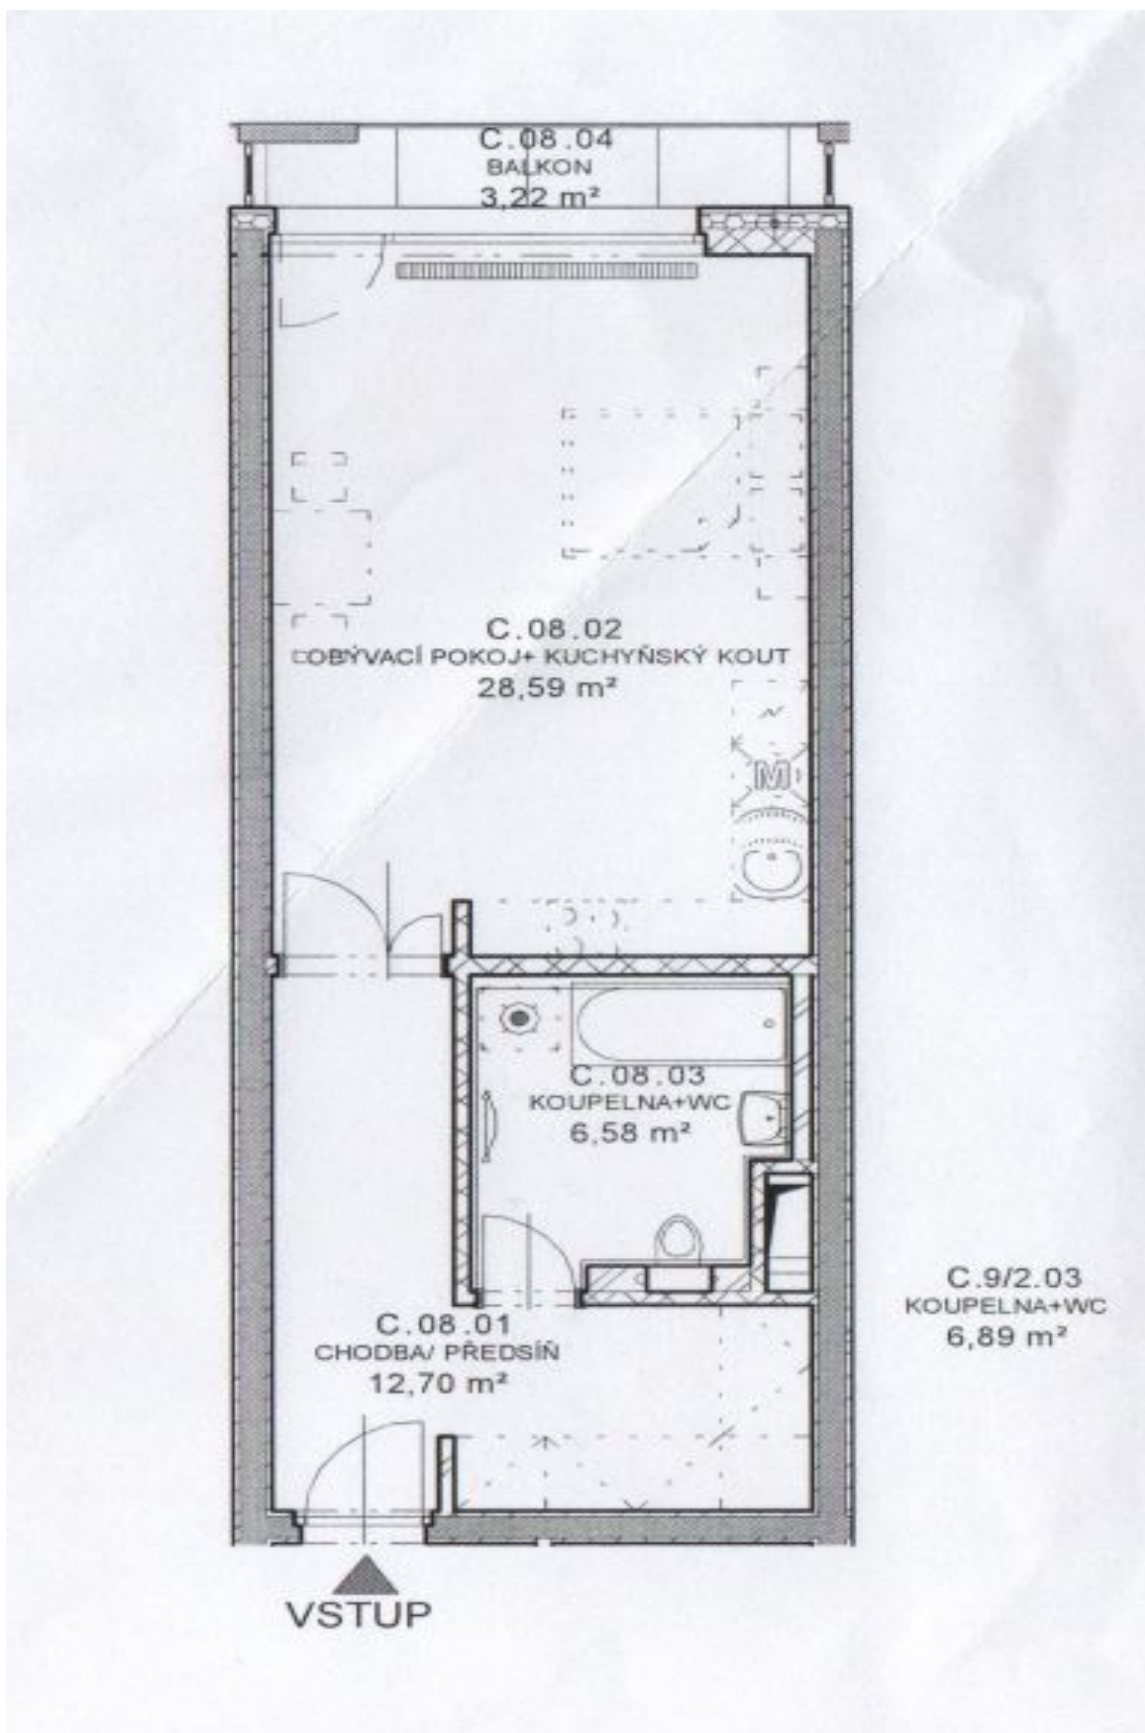 C.08.04
BALKON
3,22 m²
C.08.02
OBÝVACÍ POKOJ+ KUCHYŇSKÝ KOUT
28,59 m²
M
C.08.03
KOUPELNA+WC
6,58 m²
C.9/2.03
KOUPELNA+WC
6,89 m²
C.08.01
CHODBA/ PŘEDSÍŇ
12,70 m²
VSTUP